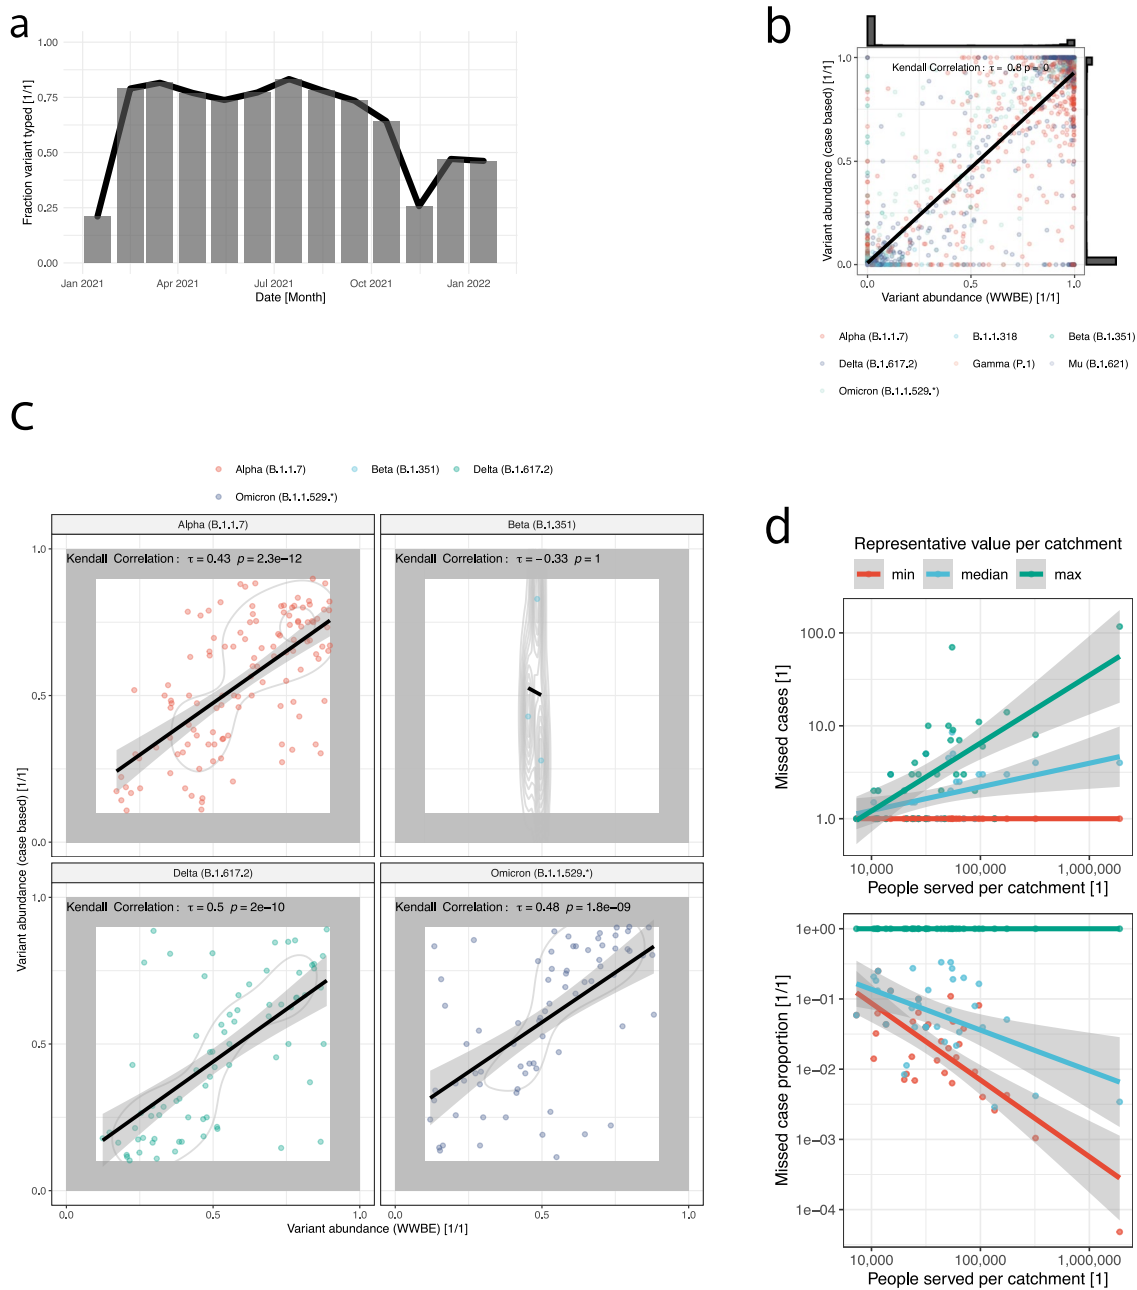 a
1.00
0.75
0.50
0.25
0.00
Fraction variant typed [1/1]
Jan 2021
Apr 2021
Jul 2021
Oct 2021
Jan 2022
Date [Month]
b
Kendall Correlation : τ = 0.8 p = 0
1.0
0.5
0.0
Variant abundance (case based) [1/1]
0.0
0.5
1.0
Variant abundance (WWBE) [1/1]
Alpha (B.1.1.7)
B.1.1.318
Beta (B.1.351)
Delta (B.1.617.2)
Gamma (P.1)
Mu (B.1.621)
Omicron (B.1.1.529.*)
c
Alpha (B.1.1.7)
Beta (B.1.351)
Delta (B.1.617.2)
Omicron (B.1.1.529.*)
Alpha (B.1.1.7)
Beta (B.1.351)
Kendall Correlation : τ = 0.43 p = 2.3e−12
Kendall Correlation : τ = −0.33 p = 1
1.0
0.5
0.0
Delta (B.1.617.2)
Omicron (B.1.1.529.*)
Kendall Correlation : τ = 0.5 p = 2e−10
Kendall Correlation : τ = 0.48 p = 1.8e−09
1.0
0.5
0.0
Variant abundance (case based) [1/1]
0.0
0.5
1.0
0.0
0.5
1.0
Variant abundance (WWBE) [1/1]
d
Representative value per catchment
min
median
max
100.0
10.0
1.0
Missed cases [1]
10,000
100,000
1,000,000
People served per catchment [1]
1e+00
1e−01
1e−02
1e−03
1e−04
Missed case proportion [1/1]
10,000
100,000
1,000,000
People served per catchment [1]